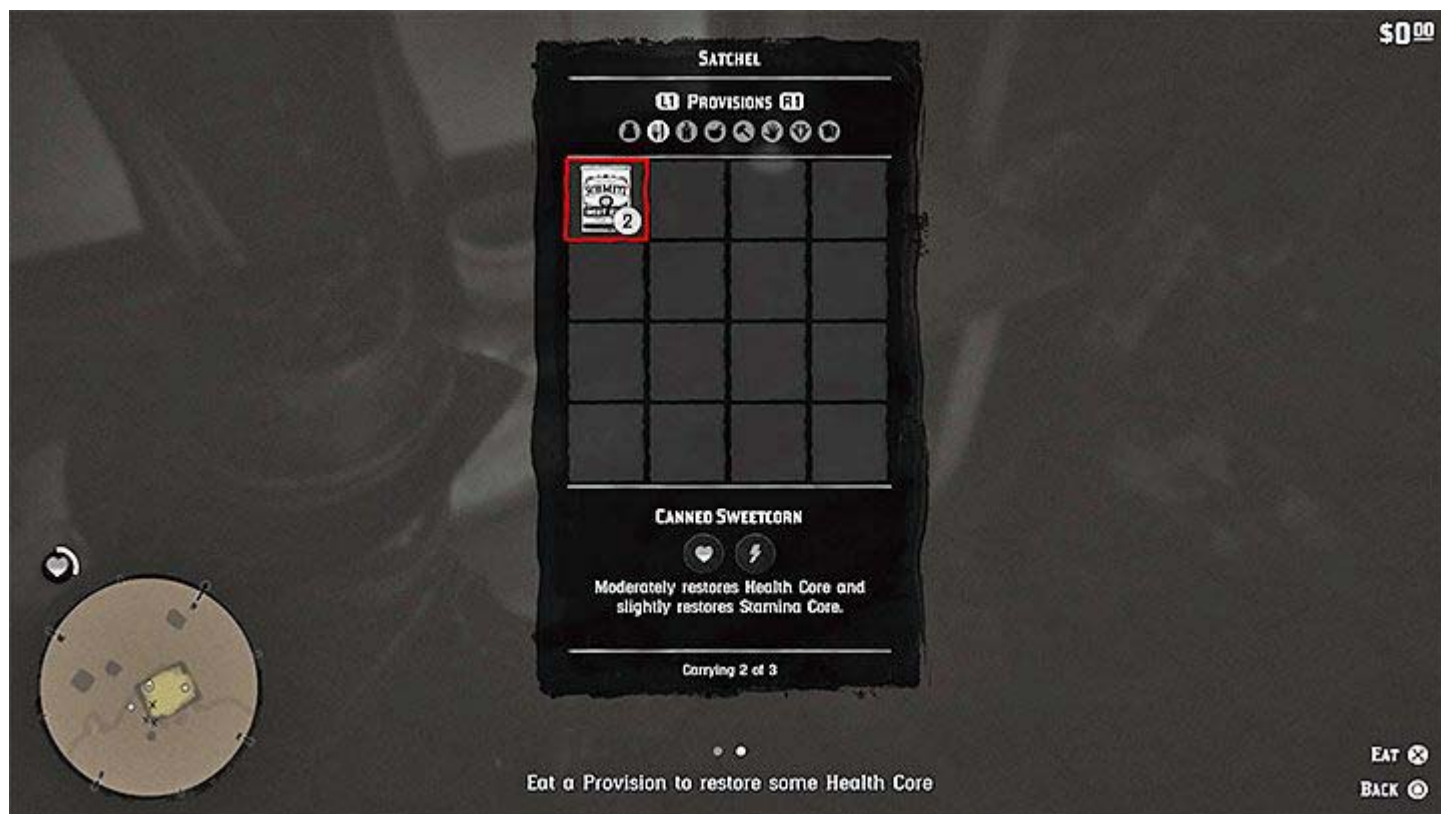 $0.00
SATCHEL
L1 PROVISIONS R1
2
CANNED SWEETCORN
Moderately restores Health Core and
slightly restores Stamina Core.
Carrying 2 of 3
Eat a Provision to restore some Health Core
EAT
BACK